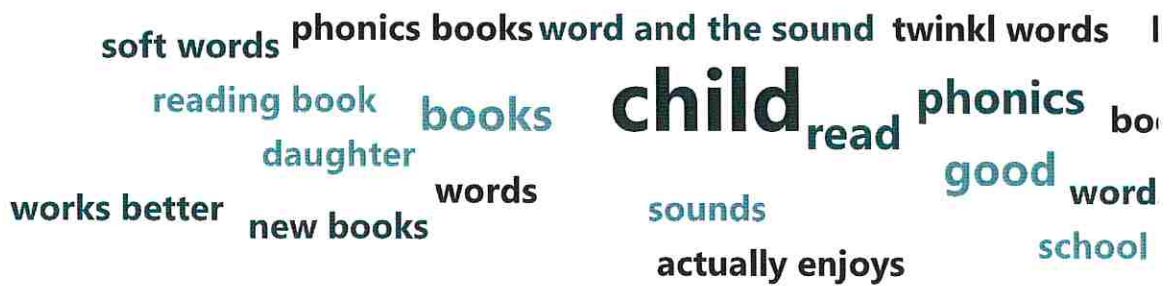 soft words phonics books word and the sound twinkl words
reading book books child read phonics
daughter good
works better new books words sounds word
actually enjoys school